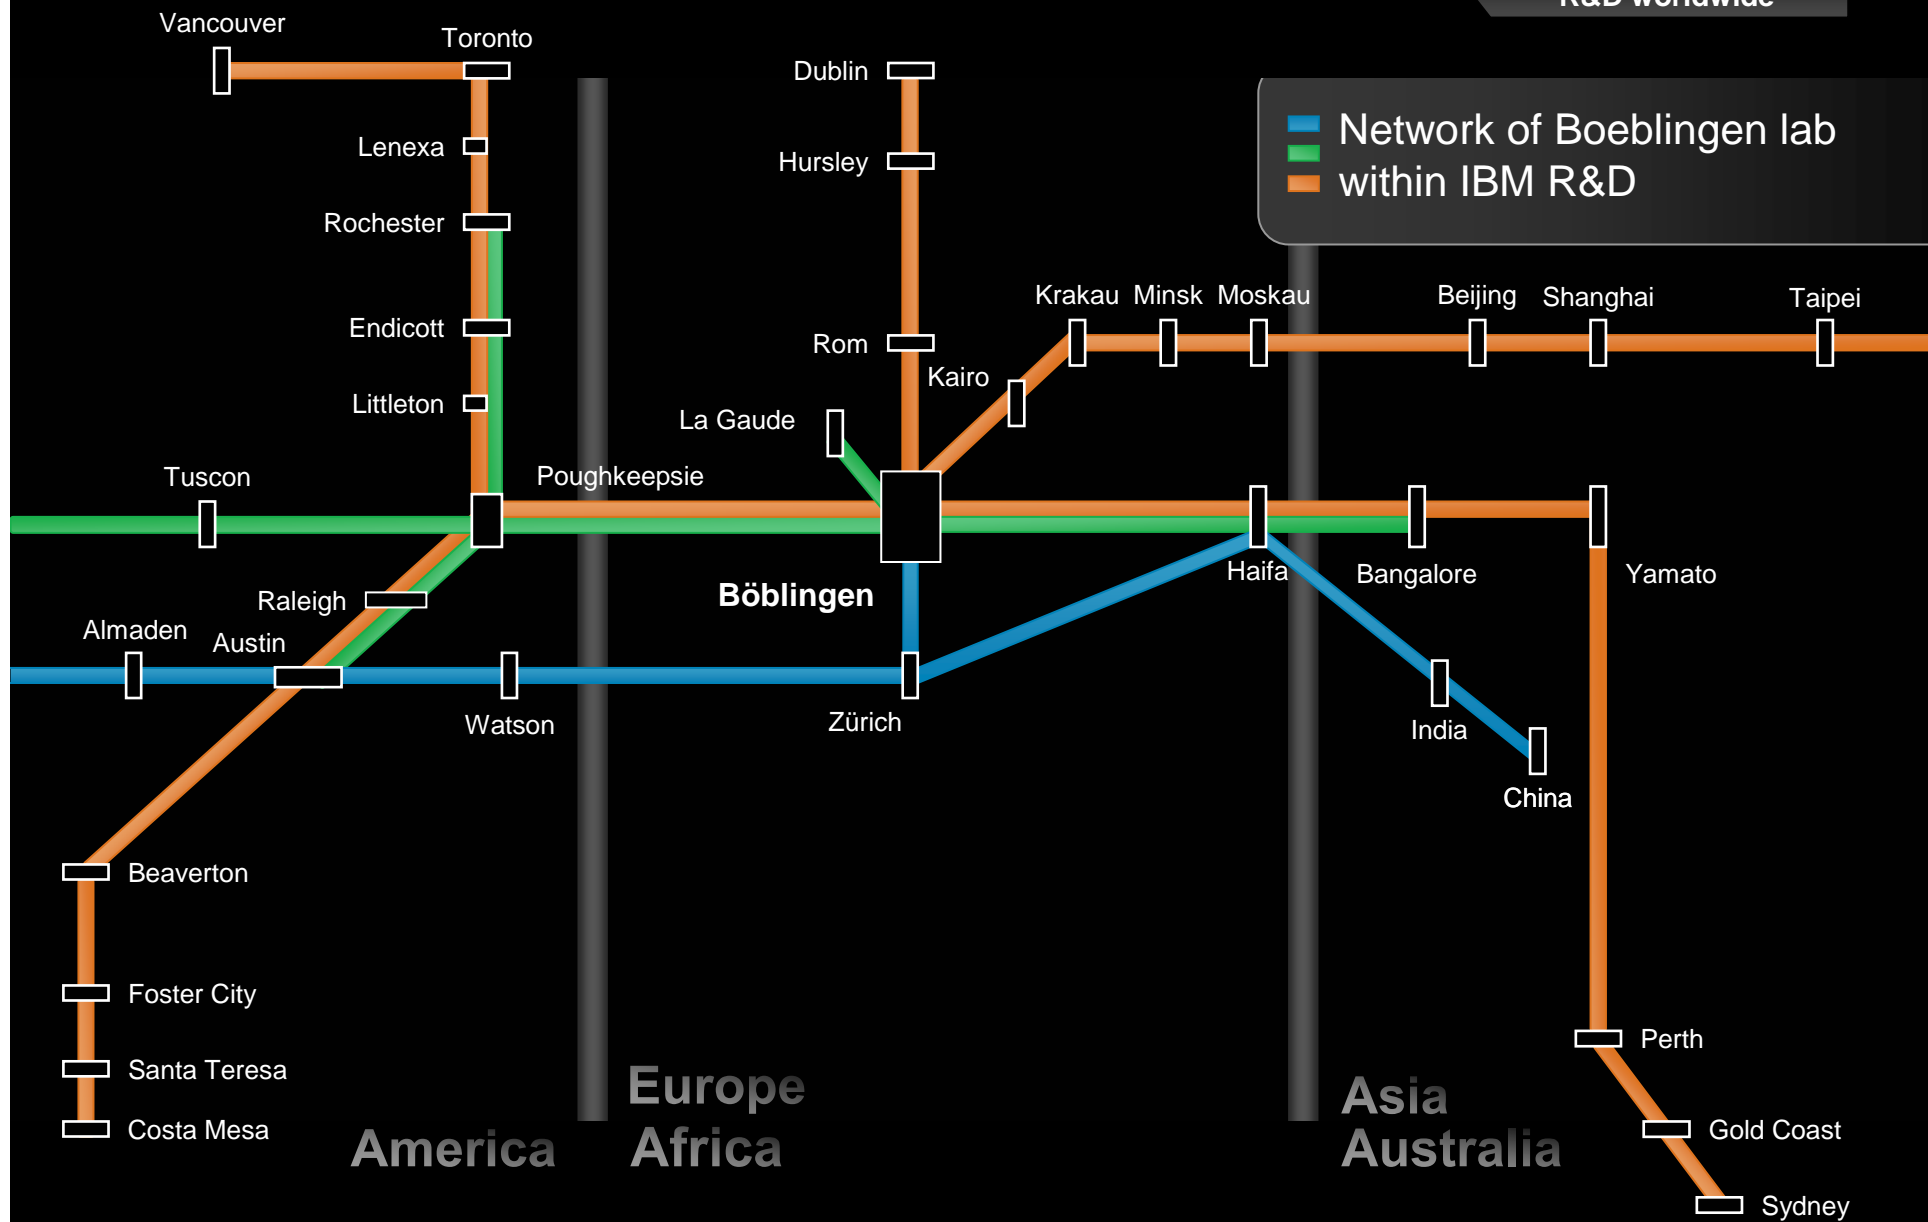 R&D worldwide
Vancouver
Toronto
Dublin
Network of Boeblingen lab
within IBM R&D
Lenexa
Hursley
Rochester
Krakau
Minsk
Moskau
Beijing
Shanghai
Taipei
Endicott
Rom
Kairo
Littleton
La Gaude
Tuscon
Poughkeepsie
Haifa
Bangalore
Yamato
Böblingen
Raleigh
Almaden
Austin
Watson
Zürich
India
China
Beaverton
Foster City
Perth
Santa Teresa
Costa Mesa
Gold Coast
America
Europe
Africa
Asia
Australia
Sydney